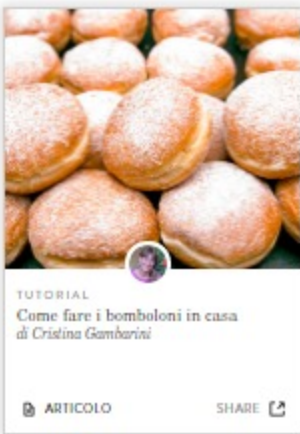 TUTORIAL
Come fare i bomboloni in casa
di Cristina Gambarini
ARTICOLO
SHARE